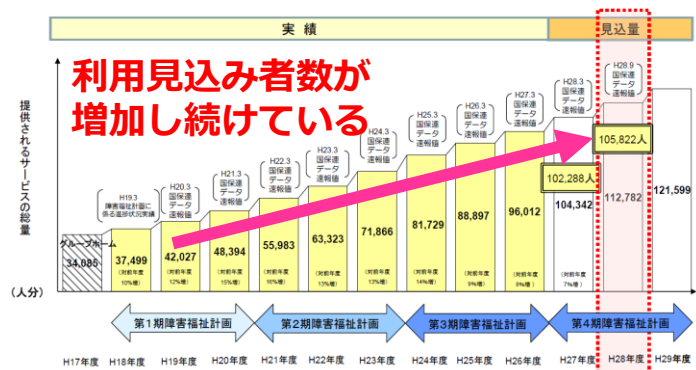 実績
見込量
利用見込み者数が
増加し続けている
提供されるサービスの総量
(人分)
H19.3
障害福祉計画に
係る進捗状況実績
H20.3
国保連
データ
速報値
H21.3
国保連
データ
速報値
H22.3
国保連
データ
速報値
H23.3
国保連
データ
速報値
H24.3
国保連
データ
速報値
H25.3
国保連
データ
速報値
H26.3
国保連
データ
速報値
H27.3
国保連
データ
速報値
H28.3
国保連
データ
速報値
H28.9
国保連
データ
速報値
グループホーム
34,085
37,499
(対前年度
10%増)
42,027
(対前年度
12%増)
48,394
(対前年度
15%増)
55,983
(対前年度
16%増)
63,323
(対前年度
13%増)
71,866
(対前年度
13%増)
81,729
(対前年度
14%増)
88,897
(対前年度
9%増)
96,012
(対前年度
8%増)
102,288人
104,342
(対前年度
7%増)
105,822人
112,782
121,599
第1期障害福祉計画
第2期障害福祉計画
第3期障害福祉計画
第4期障害福祉計画
H17年度
H18年度
H19年度
H20年度
H21年度
H22年度
H23年度
H24年度
H25年度
H26年度
H27年度
H28年度
H29年度